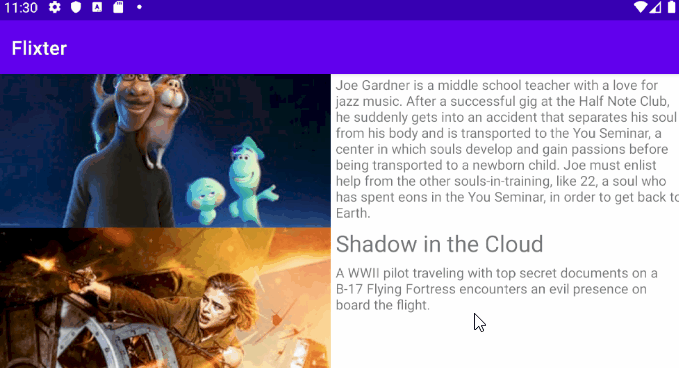 11:30
Flixter
Joe Gardner is a middle school teacher with a love for
jazz music. After a successful gig at the Half Note Club,
he suddenly gets into an accident that separates his soul
from his body and is transported to the You Seminar, a
center in which souls develop and gain passions before
being transported to a newborn child. Joe must enlist
help from the other souls-in-training, like 22, a soul who
has spent eons in the You Seminar, in order to get back to
Earth.
Shadow in the Cloud
A WWII pilot traveling with top secret documents on a
B-17 Flying Fortress encounters an evil presence on
board the flight.